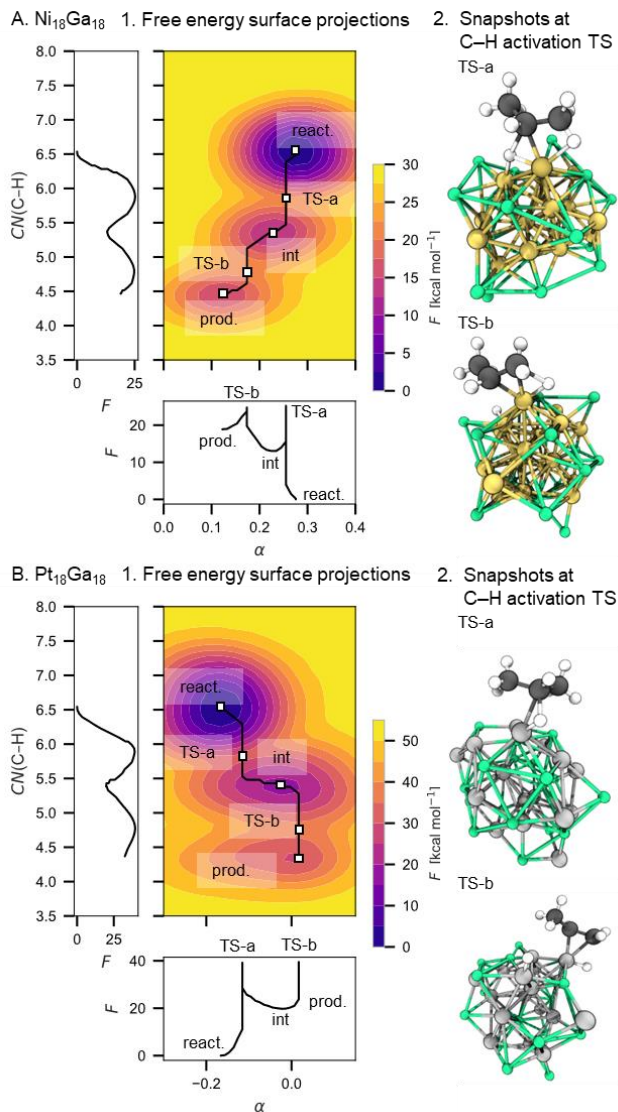 A. Ni₁₈Ga₁₈ 1. Free energy surface projections
2. Snapshots at
C–H activation TS
TS-a
8.0
7.5
7.0
6.5
6.0
5.5
5.0
4.5
4.0
3.5
CN(C–H)
0 25
F
react.
TS-a
int
TS-b
prod.
30
25
20
15
10
5
0
F [kcal mol⁻¹]
TS-b
TS-b
TS-a
prod.
int
react.
20
10
0
F
0.0 0.1 0.2 0.3 0.4
α
B. Pt₁₈Ga₁₈ 1. Free energy surface projections
2. Snapshots at
C–H activation TS
TS-a
8.0
7.5
7.0
6.5
6.0
5.5
5.0
4.5
4.0
3.5
CN(C–H)
0 25
F
react.
TS-a
int
TS-b
prod.
50
40
30
20
10
0
F [kcal mol⁻¹]
TS-b
TS-a
TS-b
prod.
int
react.
40
20
0
F
−0.2 0.0
α